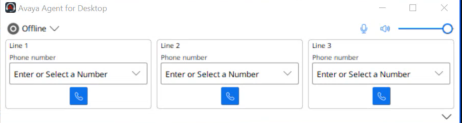 Avaya Agent for Desktop
Offline
Line 1 Line 2 Line 3
Phone number Phone number Phone number
Enter or Select a Number Enter or Select a Number Enter or Select a Number